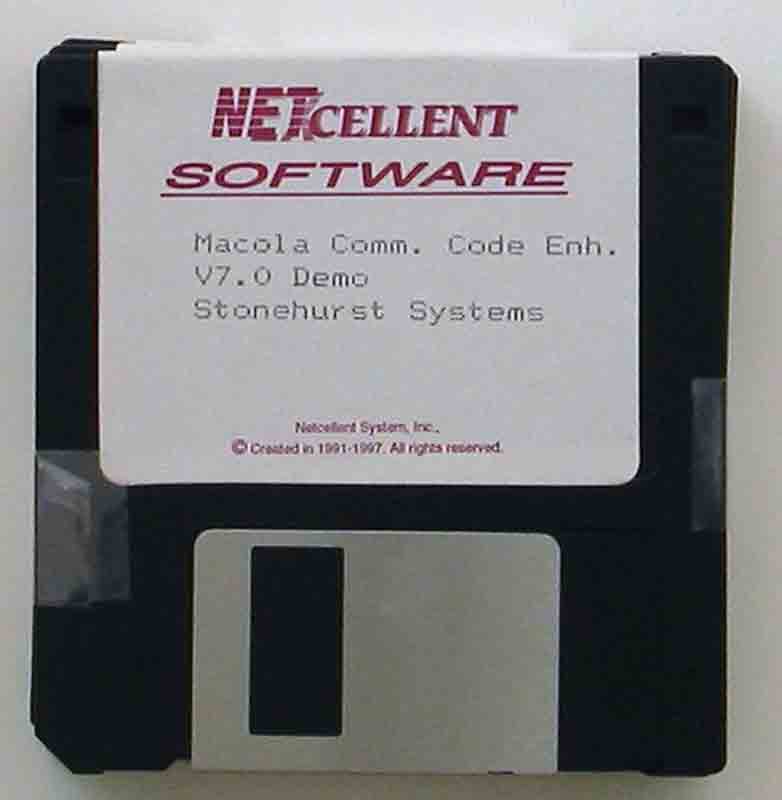 NETCELLENT
SOFTWARE
Macola Comm. Code Enh.
V7.0 Demo
Stonehurst Systems
Netcellent System, Inc.,
© Created in 1991-1997. All rights reserved.